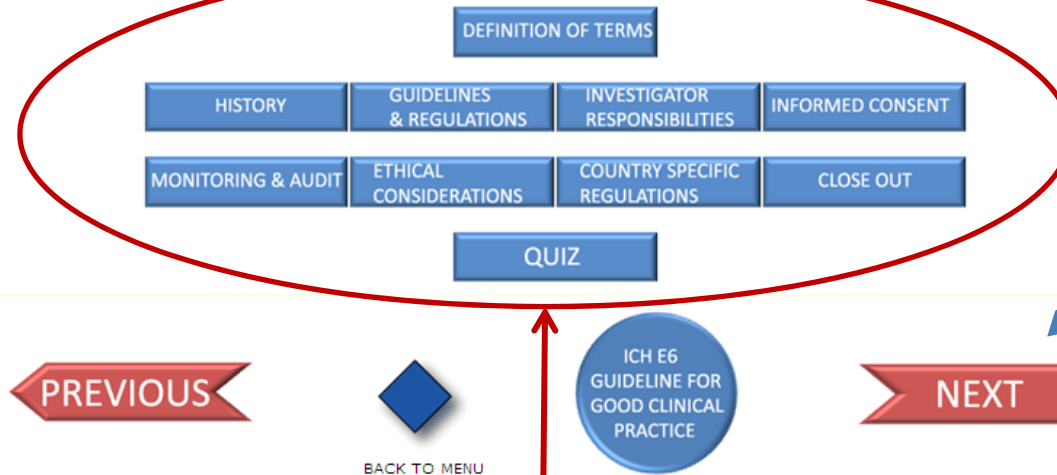 DEFINITION OF TERMS
HISTORY
GUIDELINES
& REGULATIONS
INVESTIGATOR
RESPONSIBILITIES
INFORMED CONSENT
MONITORING & AUDIT
ETHICAL
CONSIDERATIONS
COUNTRY SPECIFIC
REGULATIONS
CLOSE OUT
QUIZ
PREVIOUS
BACK TO MENU
ICH E6
GUIDELINE FOR
GOOD CLINICAL
PRACTICE
NEXT